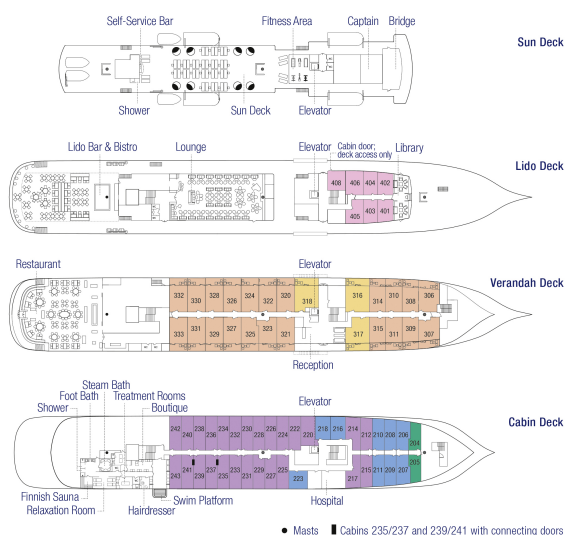 Self-Service Bar
Fitness Area
Captain
Bridge
Sun Deck
Shower
Sun Deck
Elevator
Lido Bar & Bistro
Lounge
Elevator
Cabin door;
deck access only
Library
Lido Deck
408 406 404 402
405 403 401
Restaurant
Elevator
Verandah Deck
332 330 328 326 324 322 320 318 316 314 310 308 306
333 331 329 327 325 323 321 317 315 311 309 307
Reception
Steam Bath
Foot Bath
Treatment Rooms
Shower
Boutique
Elevator
Cabin Deck
242 240 238 236 234 232 230 228 226 224 222 220 218 216 214 212 210 208 206 204
243 241 239 237 235 233 231 229 227 225 223 217 215 211 209 207 205
Finnish Sauna
Relaxation Room
Hairdresser
Swim Platform
Hospital
Masts
Cabins 235/237 and 239/241 with connecting doors